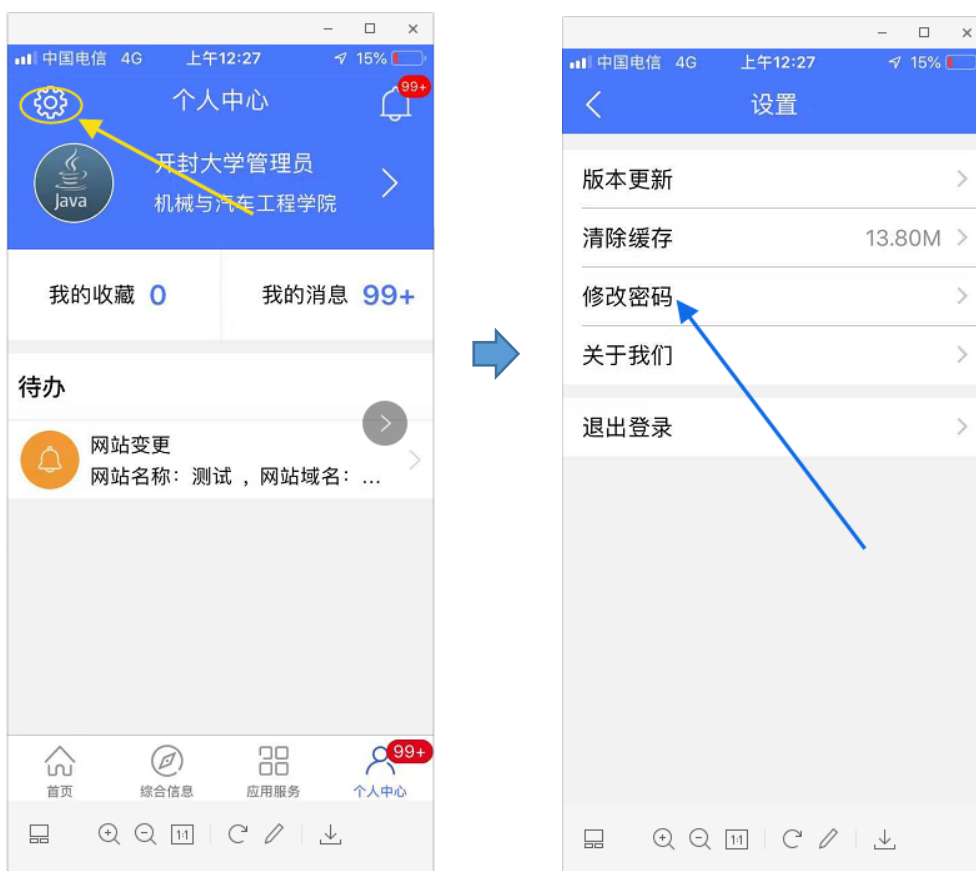 中国电信 4G 上午12:27 15%
个人中心
99+
Java
开封大学管理员
机械与汽车工程学院
我的收藏 0
我的消息 99+
待办
网站变更
网站名称：测试 ，网站域名： ...
99+
首页
综合信息
应用服务
个人中心
1:1
中国电信 4G 上午12:27 15%
设置
版本更新
清除缓存 13.80M
修改密码
关于我们
退出登录
1:1